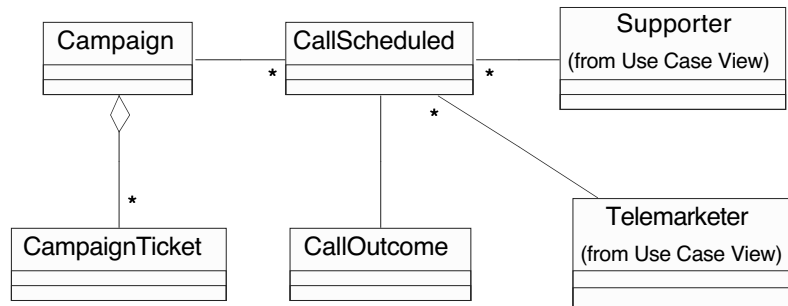 Campaign
CallScheduled
Supporter
(from Use Case View)
*
*
*
*
CampaignTicket
CallOutcome
Telemarketer
(from Use Case View)